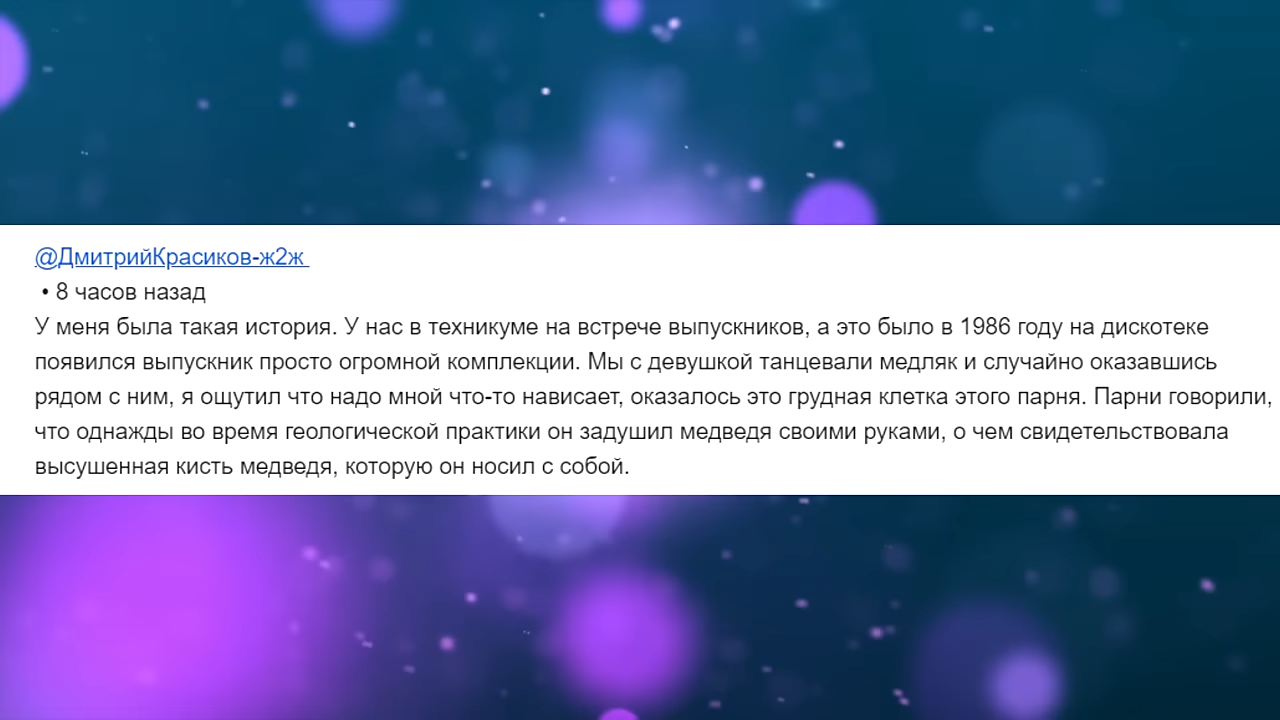 @ДмитрийКрасиков-ж2ж
• 8 часов назад
У меня была такая история. У нас в техникуме на встрече выпускников, а это было в 1986 году на дискотеке
появился выпускник просто огромной комплекции. Мы с девушкой танцевали медляк и случайно оказавшись
рядом с ним, я ощутил что надо мной что-то нависает, оказалось это грудная клетка этого парня. Парни говорили,
что однажды во время геологической практики он задушил медведя своими руками, о чем свидетельствовала
высушенная кисть медведя, которую он носил с собой.